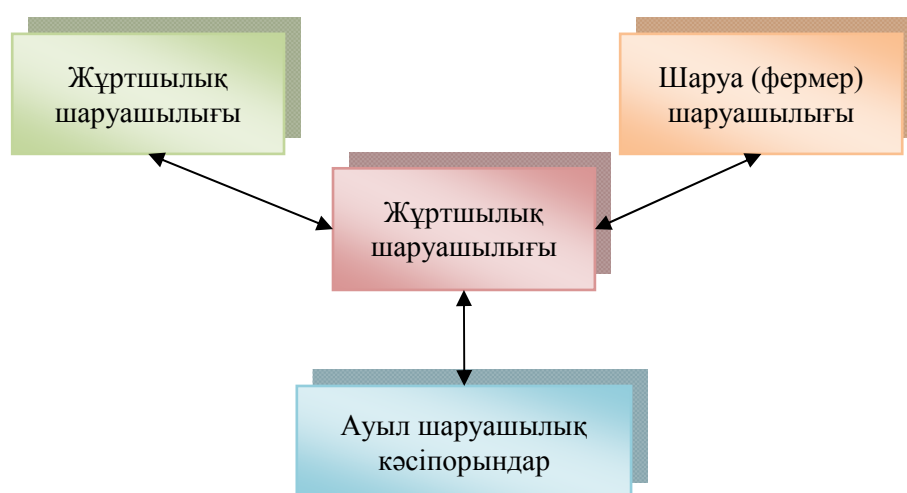 Жұртшылық
шаруашылығы
Шаруа (фермер)
шаруашылығы
Жұртшылық
шаруашылығы
Ауыл шаруашылық
кәсіпорындар